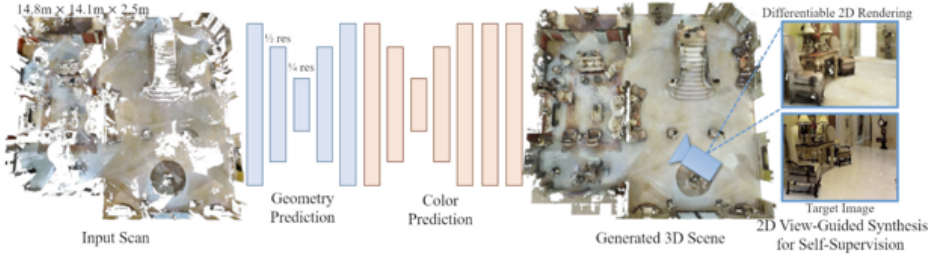 14.8m × 14.1m × 2.5m
½ res
¼ res
Geometry
Prediction
Color
Prediction
Input Scan
Generated 3D Scene
Differentiable 2D Rendering
Target Image
2D View-Guided Synthesis
for Self-Supervision